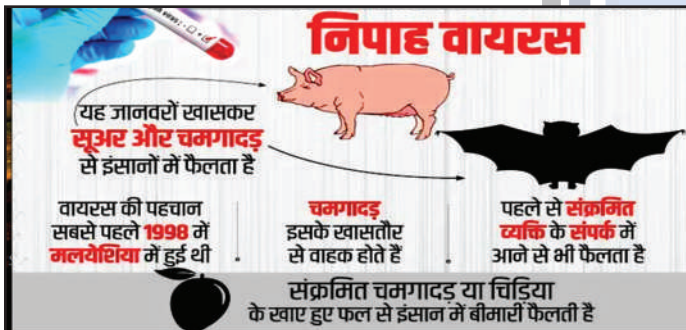 निपाह वायरस
यह जानवरों खासकर
सूअर और चमगादड़
से इंसानों में फैलता है
वायरस की पहचान
सबसे पहले 1998 में
मलयेशिया में हुई थी
चमगादड़
इसके खासतौर
से वाहक होते हैं
पहले से संक्रमित
व्यक्ति के संपर्क में
आने से भी फैलता है
संक्रमित चमगादड़ या चिड़िया
के खाए हुए फल से इंसान में बीमारी फैलती है